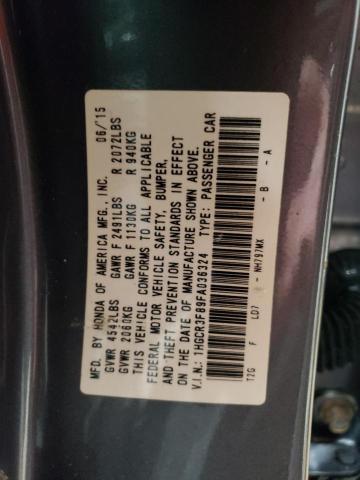 MFD. BY HONDA OF AMERICA MFG., INC. 06/'15
GVWR 4542LBS GAWR F 2491LBS R 2072LBS
GVWR 2060KG GAWR F 1130KG R 940KG
THIS VEHICLE CONFORMS TO ALL APPLICABLE
FEDERAL MOTOR VEHICLE SAFETY, BUMPER,
AND THEFT PREVENTION STANDARDS IN EFFECT
ON THE DATE OF MANUFACTURE SHOWN ABOVE.
V.I.N.: 1HGCR3F89FA036324 TYPE: PASSENGER CAR
T2G F LD7 - NH797MX - B - A